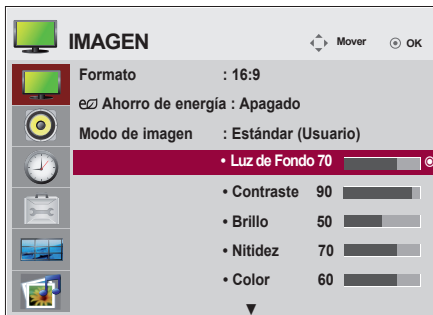 IMAGEN Mover OK
Formato : 16:9
e Ahorro de energía : Apagado
Modo de imagen : Estándar (Usuario)
• Luz de Fondo 70
• Contraste 90
• Brillo 50
• Nitidez 70
• Color 60